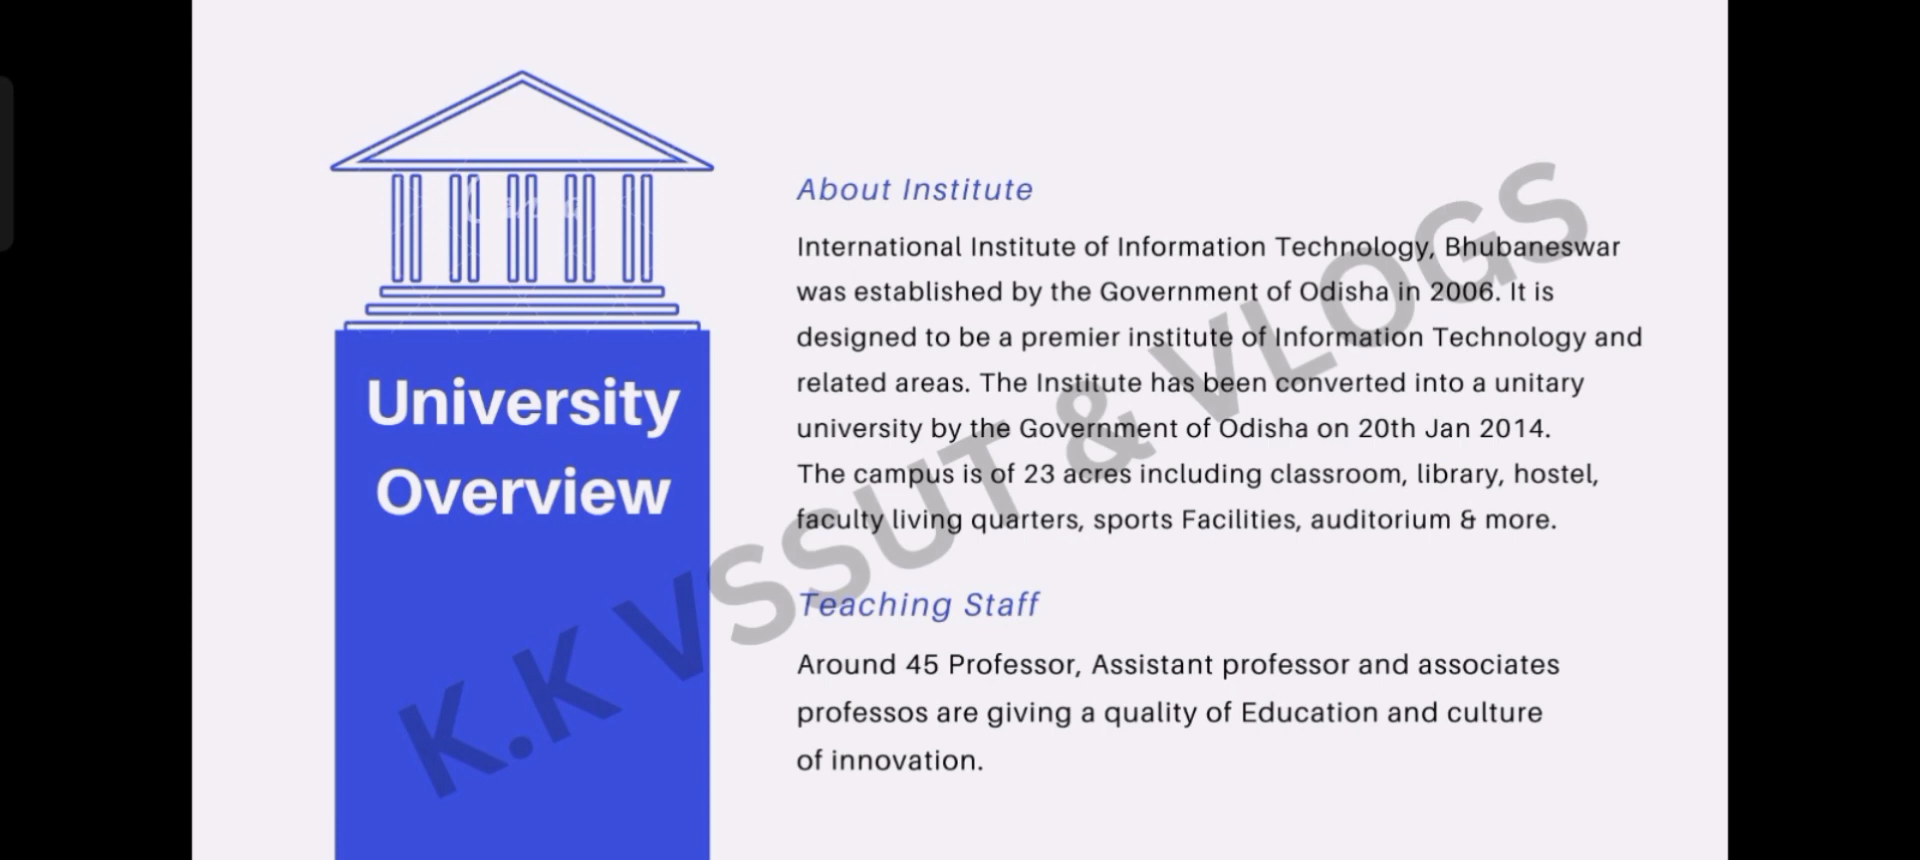 University
Overview
About Institute
International Institute of Information Technology, Bhubaneswar
was established by the Government of Odisha in 2006. It is
designed to be a premier institute of Information Technology and
related areas. The Institute has been converted into a unitary
university by the Government of Odisha on 20th Jan 2014.
The campus is of 23 acres including classroom, library, hostel,
faculty living quarters, sports Facilities, auditorium & more.
Teaching Staff
Around 45 Professor, Assistant professor and associates
professos are giving a quality of Education and culture
of innovation.
K.K VSSUT & VLOGS